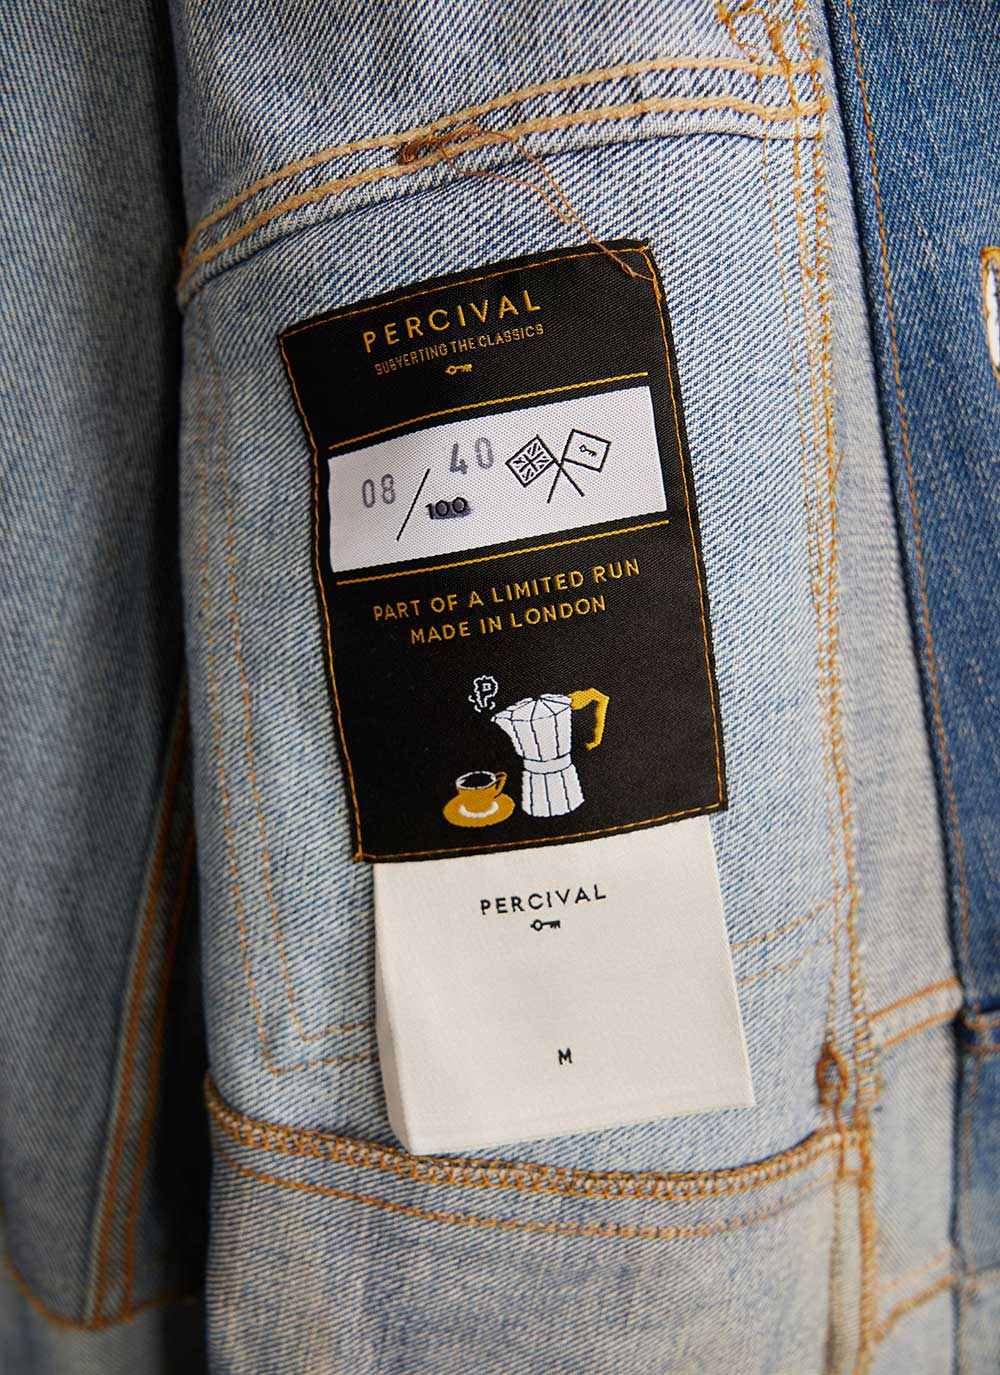 PERCIVAL
SUBVERTING THE CLASSICS
08 / 40
100
PART OF A LIMITED RUN
MADE IN LONDON
P
PERCIVAL
M